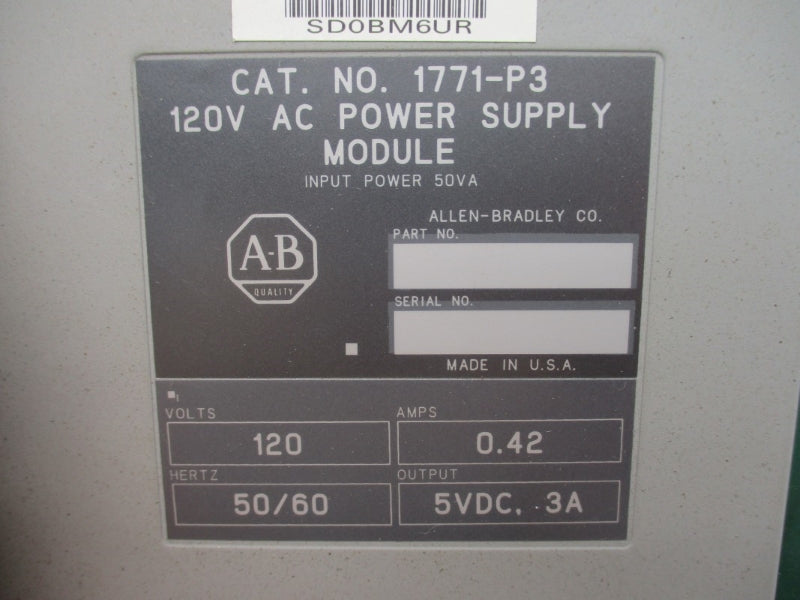 SD0BM6UR
CAT. NO. 1771-P3
120V AC POWER SUPPLY
MODULE
INPUT POWER 50VA
ALLEN-BRADLEY CO.
PART NO.
A-B
QUALITY
SERIAL NO.
MADE IN U.S.A.
VOLTS
AMPS
120
0.42
HERTZ
OUTPUT
50/60
5VDC, 3A